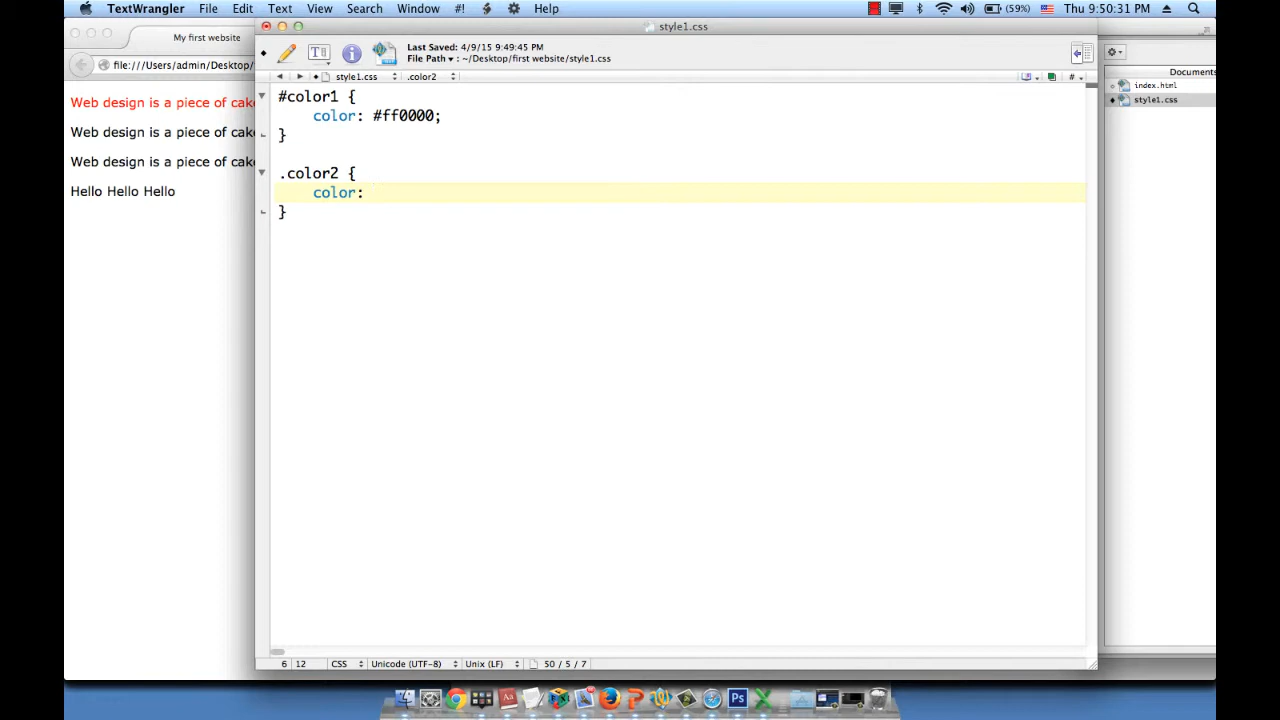 TextWrangler File Edit Text View Search Window #! Help (59%) Thu 9:50:31 PM
My first website
style1.css
file:///Users/admin/Desktop/
Last Saved: 4/9/15 9:49:45 PM
File Path ▾ : ~/Desktop/first website/style1.css
style1.css .color2 #
Documents
index.html
style1.css
Web design is a piece of cake
Web design is a piece of cake
Web design is a piece of cake
Hello Hello Hello
#color1 {
color: #ff0000;
}
.color2 {
color:
}
6 12 CSS Unicode (UTF-8) Unix (LF) 50 / 5 / 7